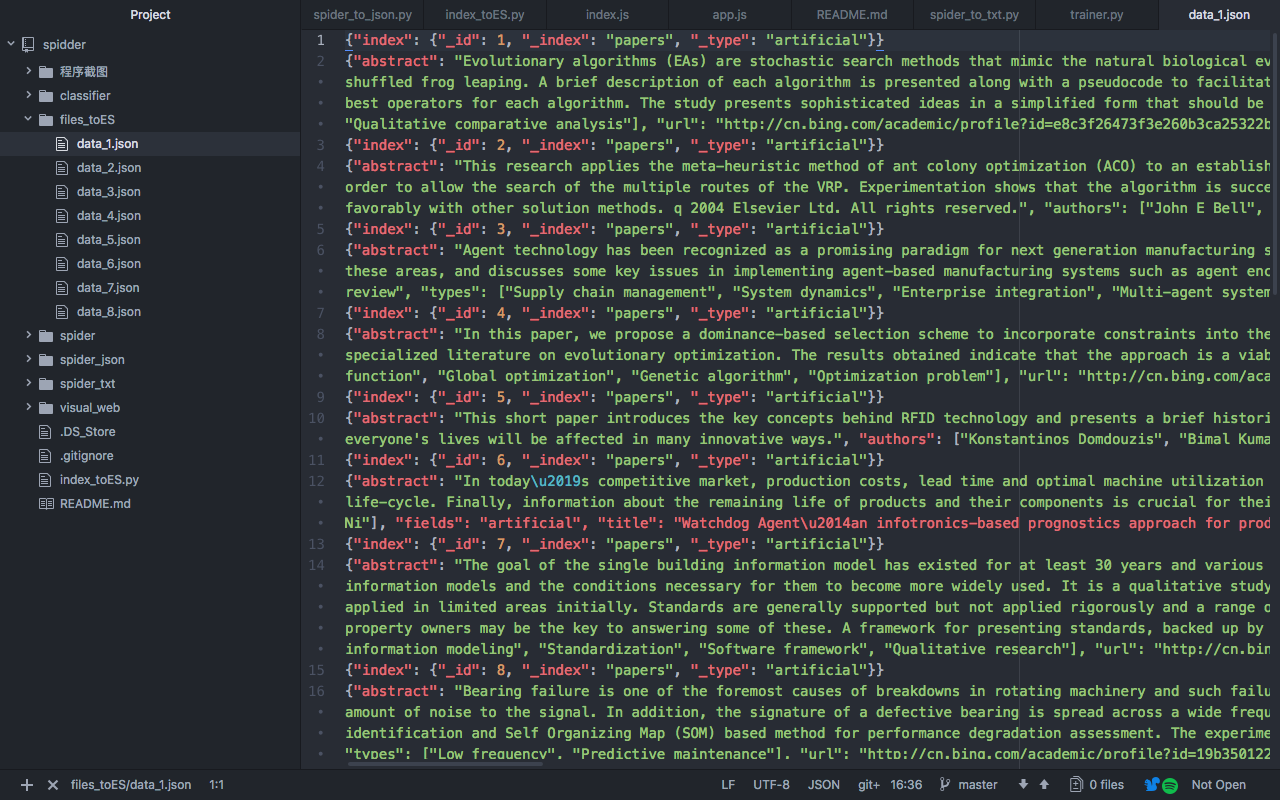 Project
spider_to_json.py
index_toES.py
index.js
app.js
README.md
spider_to_txt.py
trainer.py
data_1.json
spidder
程序截图
classifier
files_toES
data_1.json
data_2.json
data_3.json
data_4.json
data_5.json
data_6.json
data_7.json
data_8.json
spider
spider_json
spider_txt
visual_web
.DS_Store
.gitignore
index_toES.py
README.md
1 {"index": {"_id": 1, "_index": "papers", "_type": "artificial"}}
2 {"abstract": "Evolutionary algorithms (EAs) are stochastic search methods that mimic the natural biological ev
shuffled frog leaping. A brief description of each algorithm is presented along with a pseudocode to facilitat
best operators for each algorithm. The study presents sophisticated ideas in a simplified form that should be
"Qualitative comparative analysis"], "url": "http://cn.bing.com/academic/profile?id=e8c3f26473f3e260b3ca25322b
3 {"index": {"_id": 2, "_index": "papers", "_type": "artificial"}}
4 {"abstract": "This research applies the meta-heuristic method of ant colony optimization (ACO) to an establish
order to allow the search of the multiple routes of the VRP. Experimentation shows that the algorithm is succe
favorably with other solution methods. q 2004 Elsevier Ltd. All rights reserved.", "authors": ["John E Bell",
5 {"index": {"_id": 3, "_index": "papers", "_type": "artificial"}}
6 {"abstract": "Agent technology has been recognized as a promising paradigm for next generation manufacturing s
these areas, and discusses some key issues in implementing agent-based manufacturing systems such as agent enc
review", "types": ["Supply chain management", "System dynamics", "Enterprise integration", "Multi-agent system
7 {"index": {"_id": 4, "_index": "papers", "_type": "artificial"}}
8 {"abstract": "In this paper, we propose a dominance-based selection scheme to incorporate constraints into the
specialized literature on evolutionary optimization. The results obtained indicate that the approach is a viab
function", "Global optimization", "Genetic algorithm", "Optimization problem"], "url": "http://cn.bing.com/aca
9 {"index": {"_id": 5, "_index": "papers", "_type": "artificial"}}
10 {"abstract": "This short paper introduces the key concepts behind RFID technology and presents a brief histori
everyone's lives will be affected in many innovative ways.", "authors": ["Konstantinos Domdouzis", "Bimal Kuma
11 {"index": {"_id": 6, "_index": "papers", "_type": "artificial"}}
12 {"abstract": "In today\u2019s competitive market, production costs, lead time and optimal machine utilization
life-cycle. Finally, information about the remaining life of products and their components is crucial for thei
Ni"], "fields": "artificial", "title": "Watchdog Agent\u2014an infotronics-based prognostics approach for prod
13 {"index": {"_id": 7, "_index": "papers", "_type": "artificial"}}
14 {"abstract": "The goal of the single building information model has existed for at least 30 years and various
information models and the conditions necessary for them to become more widely used. It is a qualitative study
applied in limited areas initially. Standards are generally supported but not applied rigorously and a range o
property owners may be the key to answering some of these. A framework for presenting standards, backed up by
information modeling", "Standardization", "Software framework", "Qualitative research"], "url": "http://cn.bin
15 {"index": {"_id": 8, "_index": "papers", "_type": "artificial"}}
16 {"abstract": "Bearing failure is one of the foremost causes of breakdowns in rotating machinery and such failu
amount of noise to the signal. In addition, the signature of a defective bearing is spread across a wide frequ
identification and Self Organizing Map (SOM) based method for performance degradation assessment. The experime
"types": ["Low frequency", "Predictive maintenance"], "url": "http://cn.bing.com/academic/profile?id=19b350122
files_toES/data_1.json 1:1 LF UTF-8 JSON git+ 16:36 master 0 files Not Open